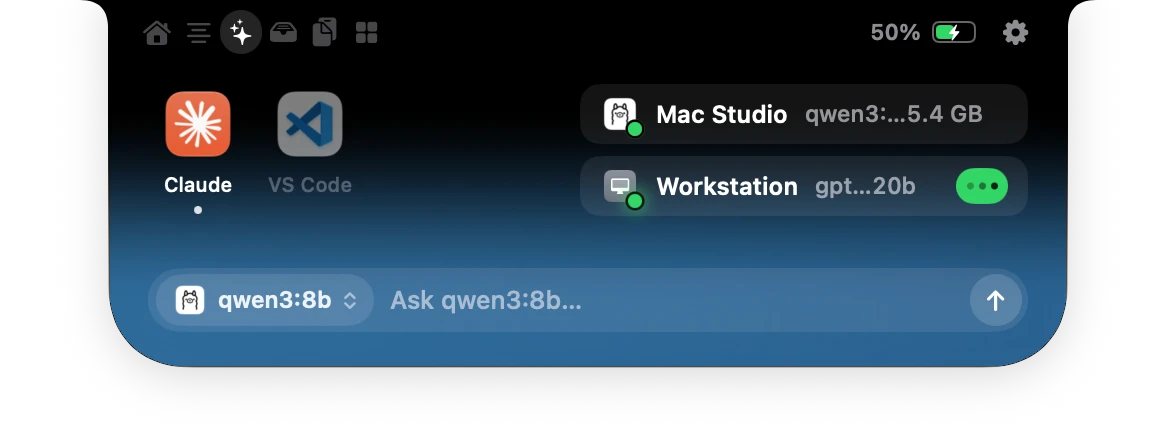 50%
Mac Studio qwen3:...5.4 GB
Claude VS Code
Workstation gpt...20b
qwen3:8b Ask qwen3:8b...